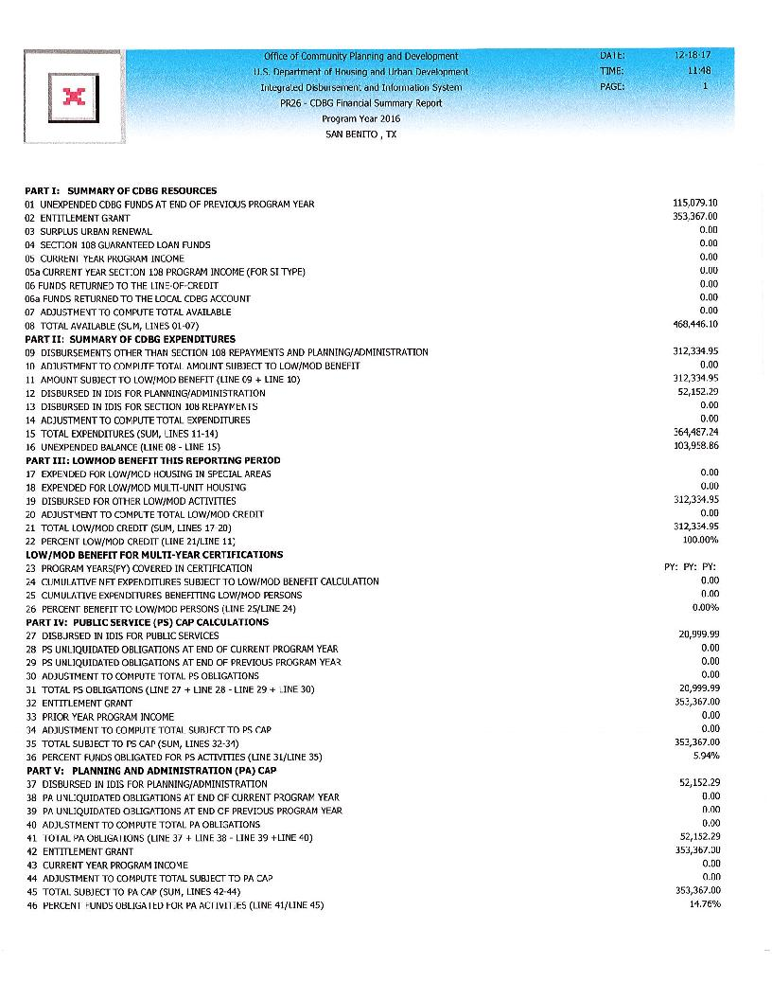 Office of Community Planning and Development
U.S. Department of Housing and Urban Development
Integrated Disbursement and Information System
PR26 - CDBG Financial Summary Report
Program Year 2016
SAN BENITO , TX
DATE: 12-18-17
TIME: 11:48
PAGE: 1
PART I: SUMMARY OF CDBG RESOURCES
01 UNEXPENDED CDBG FUNDS AT END OF PREVIOUS PROGRAM YEAR 115,079.10
02 ENTITLEMENT GRANT 353,367.00
03 SURPLUS URBAN RENEWAL 0.00
04 SECTION 108 GUARANTEED LOAN FUNDS 0.00
05 CURRENT YEAR PROGRAM INCOME 0.00
05a CURRENT YEAR SECTION 108 PROGRAM INCOME (FOR SI TYPE) 0.00
06 FUNDS RETURNED TO THE LINE-OF-CREDIT 0.00
06a FUNDS RETURNED TO THE LOCAL CDBG ACCOUNT 0.00
07 ADJUSTMENT TO COMPUTE TOTAL AVAILABLE 0.00
08 TOTAL AVAILABLE (SUM, LINES 01-07) 468,446.10
PART II: SUMMARY OF CDBG EXPENDITURES
09 DISBURSEMENTS OTHER THAN SECTION 108 REPAYMENTS AND PLANNING/ADMINISTRATION 312,334.95
10 ADJUSTMENT TO COMPUTE TOTAL AMOUNT SUBJECT TO LOW/MOD BENEFIT 0.00
11 AMOUNT SUBJECT TO LOW/MOD BENEFIT (LINE 09 + LINE 10) 312,334.95
12 DISBURSED IN IDIS FOR PLANNING/ADMINISTRATION 52,152.29
13 DISBURSED IN IDIS FOR SECTION 108 REPAYMENTS 0.00
14 ADJUSTMENT TO COMPUTE TOTAL EXPENDITURES 0.00
15 TOTAL EXPENDITURES (SUM, LINES 11-14) 364,487.24
16 UNEXPENDED BALANCE (LINE 08 - LINE 15) 103,958.86
PART III: LOWMOD BENEFIT THIS REPORTING PERIOD
17 EXPENDED FOR LOW/MOD HOUSING IN SPECIAL AREAS 0.00
18 EXPENDED FOR LOW/MOD MULTI-UNIT HOUSING 0.00
19 DISBURSED FOR OTHER LOW/MOD ACTIVITIES 312,334.95
20 ADJUSTMENT TO COMPUTE TOTAL LOW/MOD CREDIT 0.00
21 TOTAL LOW/MOD CREDIT (SUM, LINES 17-20) 312,334.95
22 PERCENT LOW/MOD CREDIT (LINE 21/LINE 11) 100.00%
LOW/MOD BENEFIT FOR MULTI-YEAR CERTIFICATIONS
23 PROGRAM YEARS(PY) COVERED IN CERTIFICATION PY: PY: PY:
24 CUMULATIVE NET EXPENDITURES SUBJECT TO LOW/MOD BENEFIT CALCULATION 0.00
25 CUMULATIVE EXPENDITURES BENEFITING LOW/MOD PERSONS 0.00
26 PERCENT BENEFIT TO LOW/MOD PERSONS (LINE 25/LINE 24) 0.00%
PART IV: PUBLIC SERVICE (PS) CAP CALCULATIONS
27 DISBURSED IN IDIS FOR PUBLIC SERVICES 20,999.99
28 PS UNLIQUIDATED OBLIGATIONS AT END OF CURRENT PROGRAM YEAR 0.00
29 PS UNLIQUIDATED OBLIGATIONS AT END OF PREVIOUS PROGRAM YEAR 0.00
30 ADJUSTMENT TO COMPUTE TOTAL PS OBLIGATIONS 0.00
31 TOTAL PS OBLIGATIONS (LINE 27 + LINE 28 - LINE 29 + LINE 30) 20,999.99
32 ENTITLEMENT GRANT 353,367.00
33 PRIOR YEAR PROGRAM INCOME 0.00
34 ADJUSTMENT TO COMPUTE TOTAL SUBJECT TO PS CAP 0.00
35 TOTAL SUBJECT TO PS CAP (SUM, LINES 32-34) 353,367.00
36 PERCENT FUNDS OBLIGATED FOR PS ACTIVITIES (LINE 31/LINE 35) 5.94%
PART V: PLANNING AND ADMINISTRATION (PA) CAP
37 DISBURSED IN IDIS FOR PLANNING/ADMINISTRATION 52,152.29
38 PA UNLIQUIDATED OBLIGATIONS AT END OF CURRENT PROGRAM YEAR 0.00
39 PA UNLIQUIDATED OBLIGATIONS AT END OF PREVIOUS PROGRAM YEAR 0.00
40 ADJUSTMENT TO COMPUTE TOTAL PA OBLIGATIONS 0.00
41 TOTAL PA OBLIGATIONS (LINE 37 + LINE 38 - LINE 39 +LINE 40) 52,152.29
42 ENTITLEMENT GRANT 353,367.00
43 CURRENT YEAR PROGRAM INCOME 0.00
44 ADJUSTMENT TO COMPUTE TOTAL SUBJECT TO PA CAP 0.00
45 TOTAL SUBJECT TO PA CAP (SUM, LINES 42-44) 353,367.00
46 PERCENT FUNDS OBLIGATED FOR PA ACTIVITIES (LINE 41/LINE 45) 14.76%